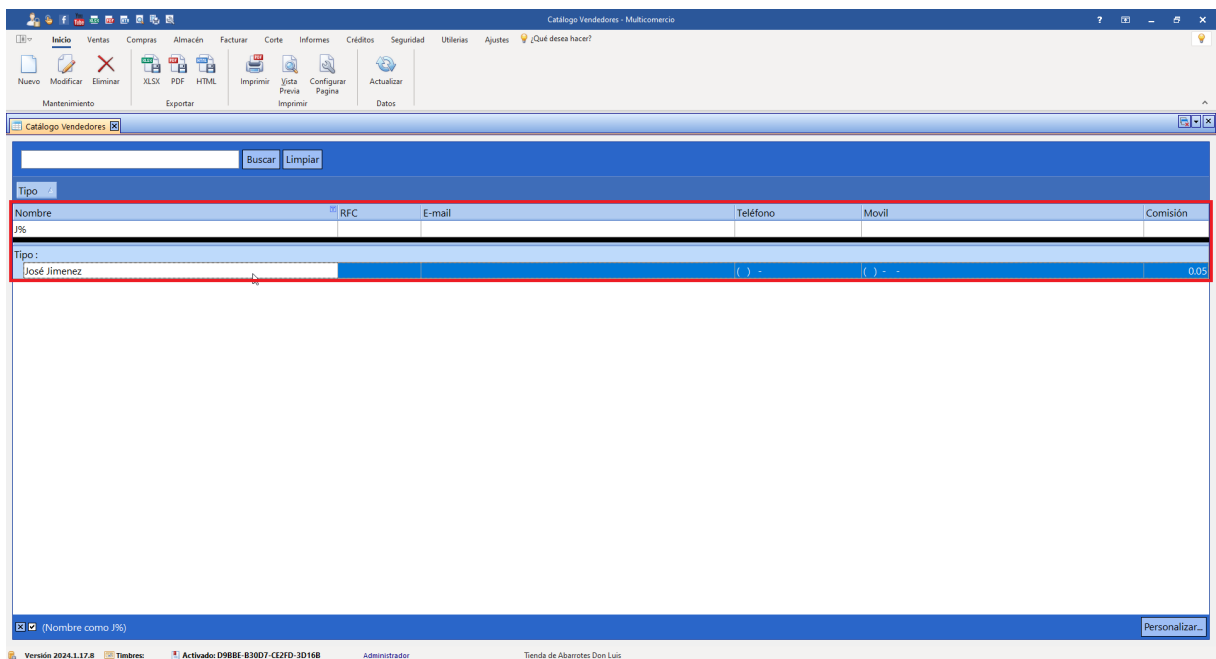 Catálogo Vendedores - Multicomercio
Inicio Ventas Compras Almacén Facturar Corte Informes Créditos Seguridad Utilerias Ajustes ¿Qué desea hacer?
Nuevo Modificar Eliminar XLSX PDF HTML Imprimir Vista Previa Configurar Pagina Actualizar
Mantenimiento Exportar Imprimir Datos
Catálogo Vendedores
Buscar Limpiar
Tipo
Nombre RFC E-mail Teléfono Movil Comisión
J%
Tipo :
José Jimenez ( ) - ( ) - - 0.05
(Nombre como J%) Personalizar...
Versión 2024.1.17.8 Timbres: Activado: D9BBE-B30D7-CE2FD-3D16B Administrador Tienda de Abarrotes Don Luis